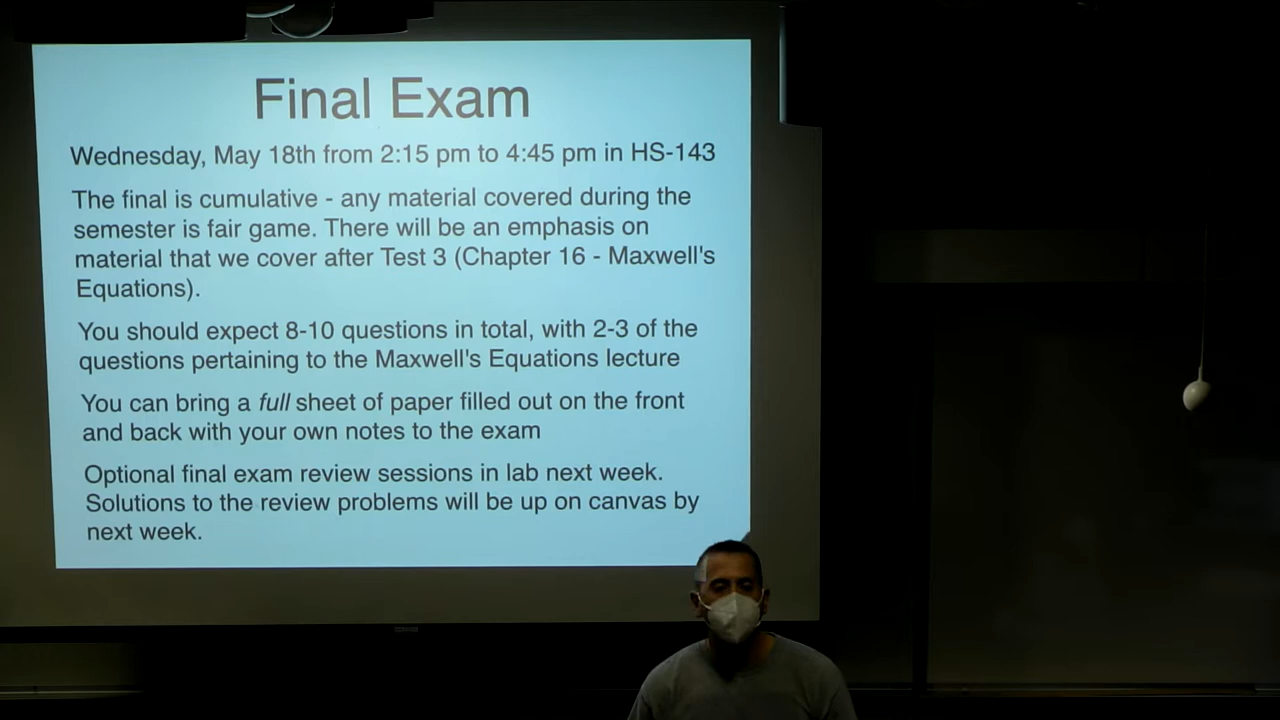 Final Exam
Wednesday, May 18th from 2:15 pm to 4:45 pm in HS-143
The final is cumulative - any material covered during the
semester is fair game. There will be an emphasis on
material that we cover after Test 3 (Chapter 16 - Maxwell's
Equations).
You should expect 8-10 questions in total, with 2-3 of the
questions pertaining to the Maxwell's Equations lecture
You can bring a full sheet of paper filled out on the front
and back with your own notes to the exam
Optional final exam review sessions in lab next week.
Solutions to the review problems will be up on canvas by
next week.